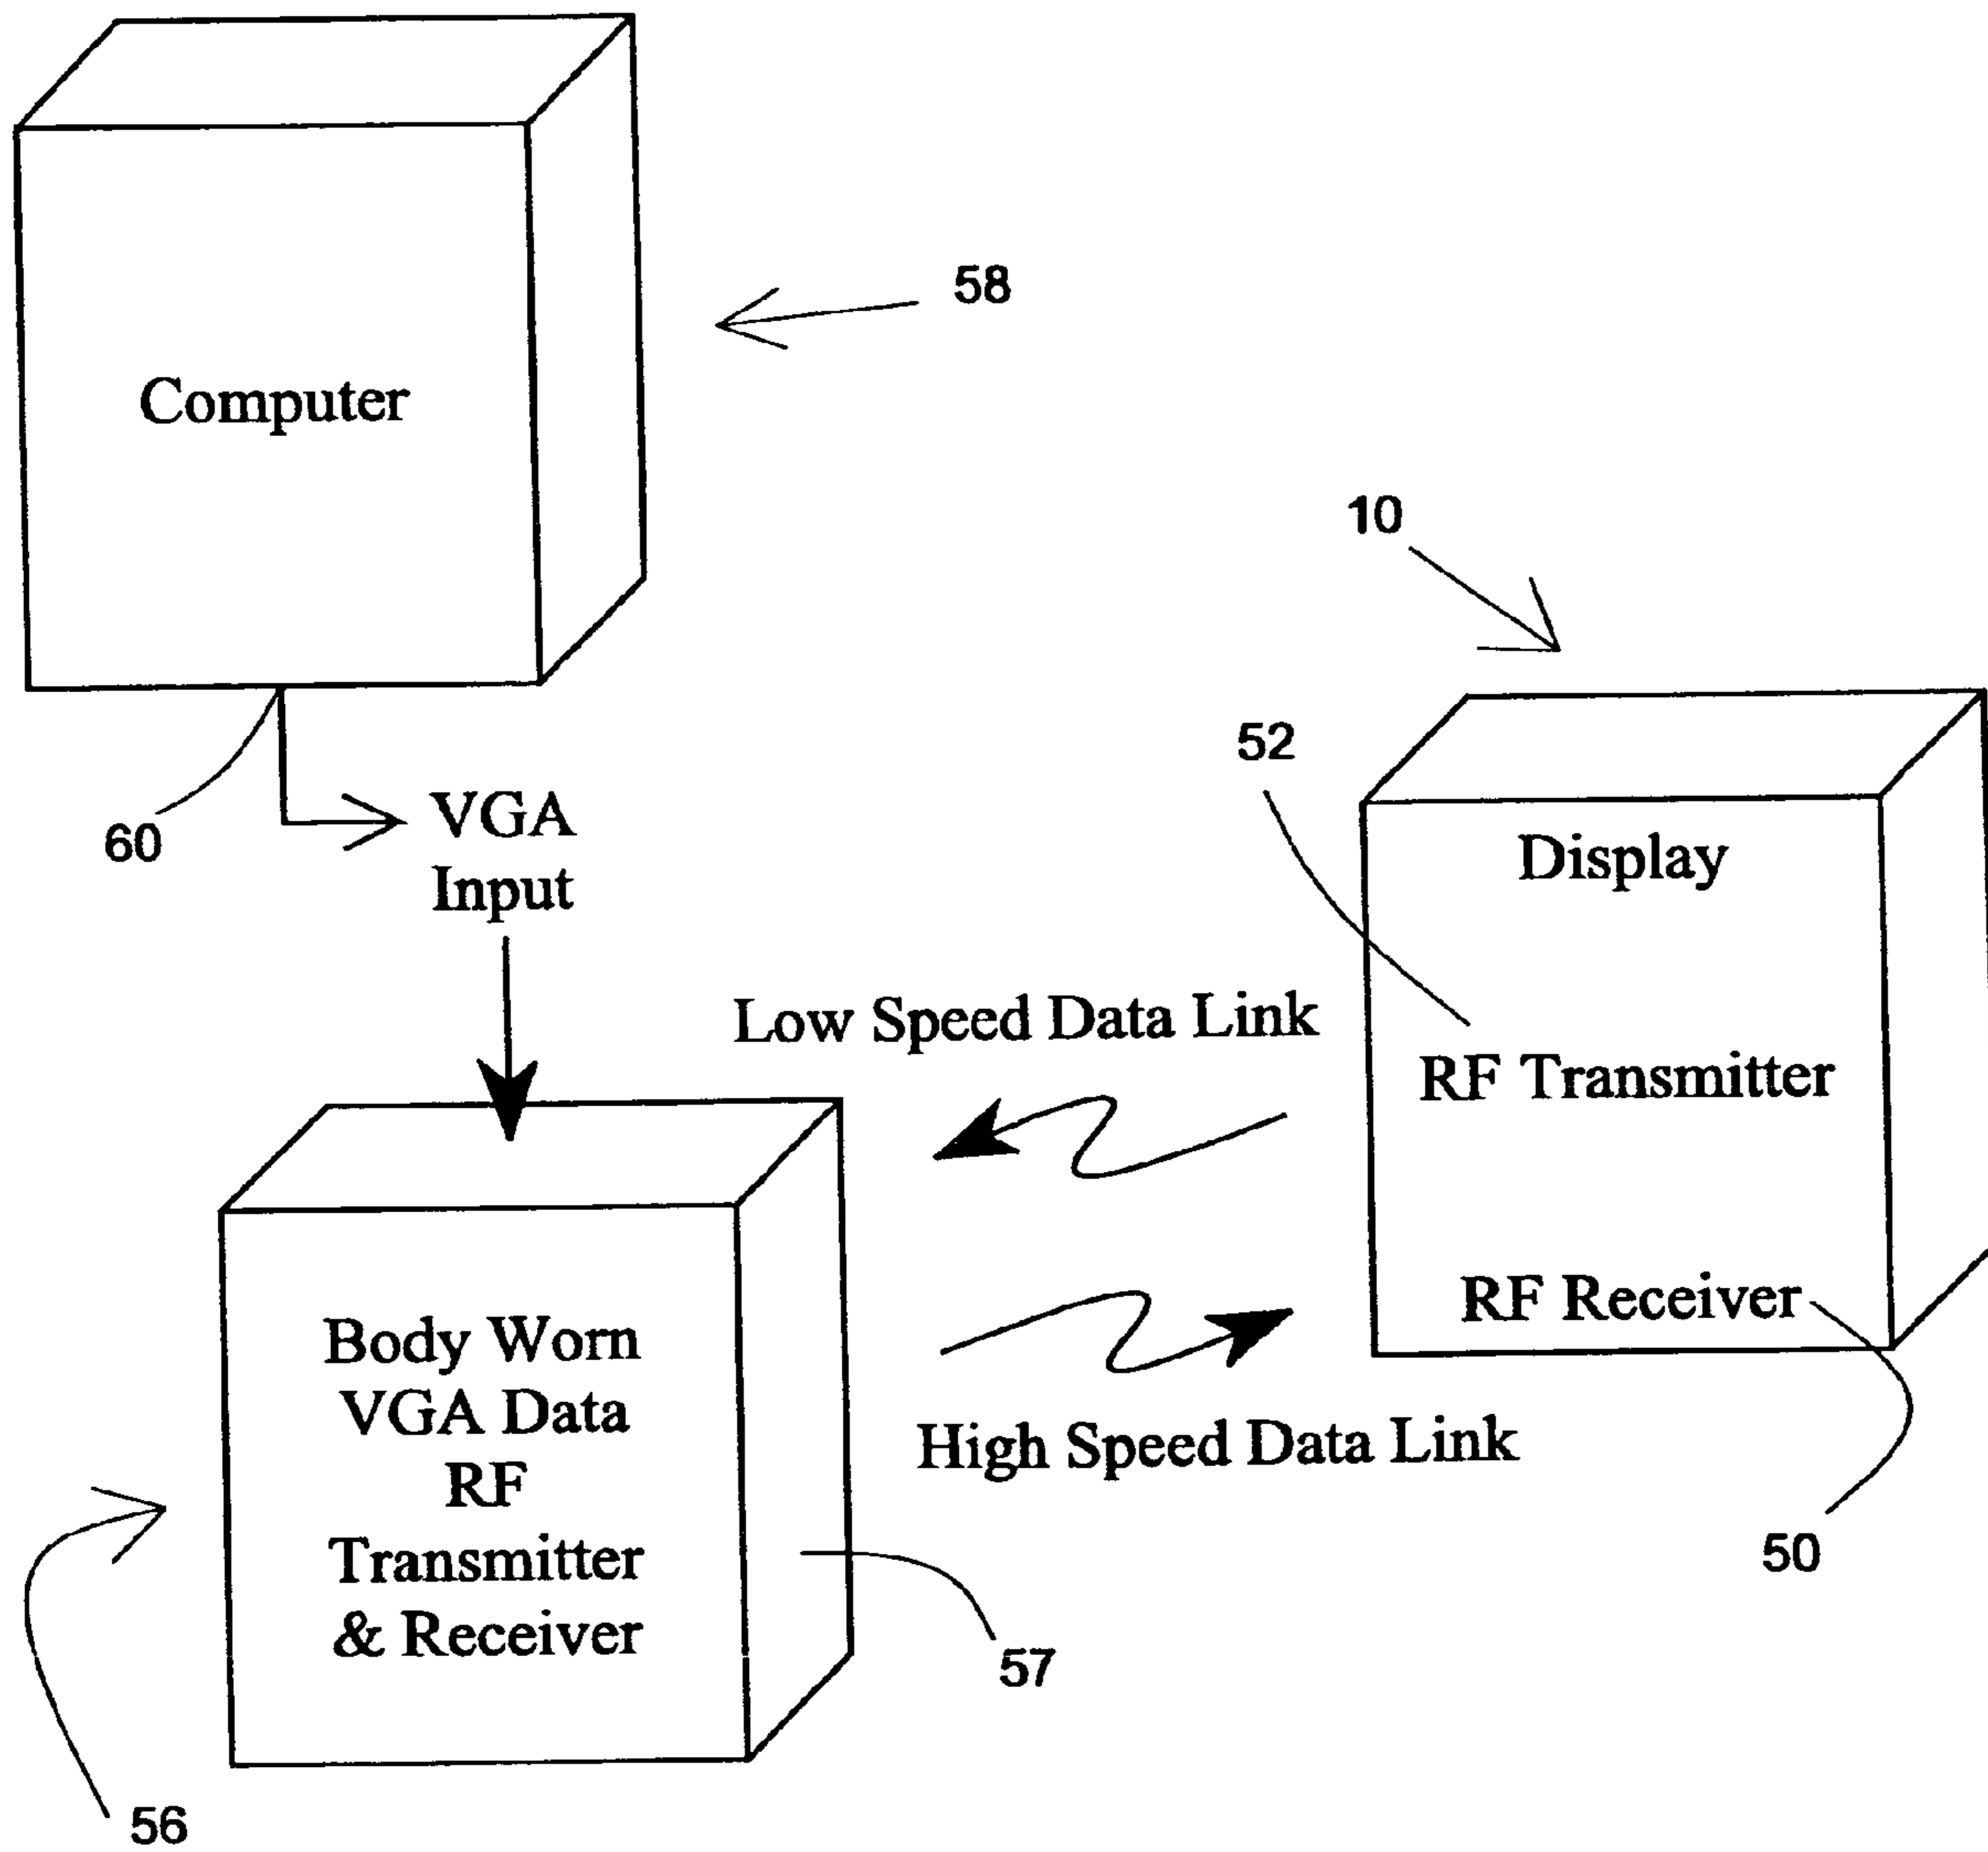 58
Computer
10
52
60
VGA
Input
Display
Low Speed Data Link
RF Transmitter
RF Receiver
Body Worn
VGA Data
RF
Transmitter
& Receiver
High Speed Data Link
50
57
56